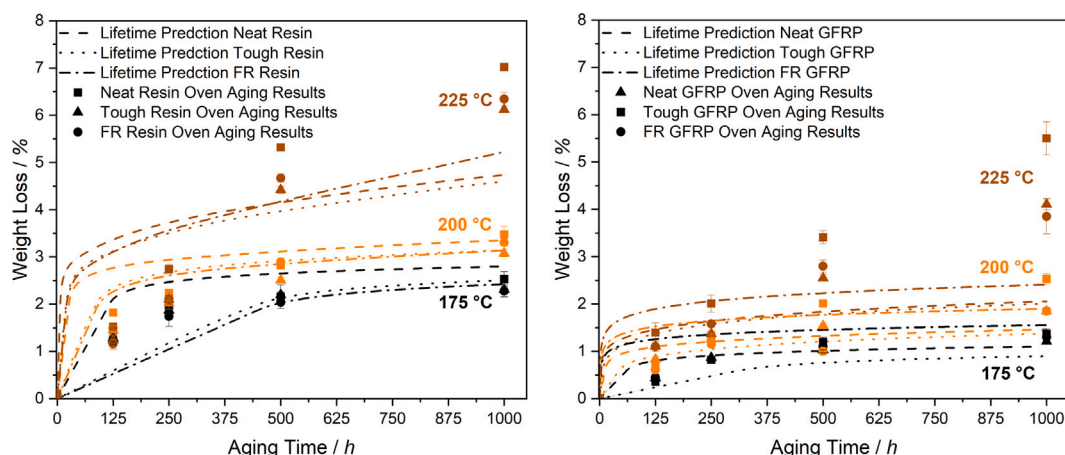 8
7
6
5
4
3
2
1
0
Weight Loss / %
Lifetime Predction Neat Resin
Lifetime Predction Tough Resin
Lifetime Predction FR Resin
Neat Resin Oven Aging Results
Tough Resin Oven Aging Results
FR Resin Oven Aging Results
225 °C
200 °C
175 °C
0 125 250 375 500 625 750 875 1000
Aging Time / h
8
7
6
5
4
3
2
1
0
Weight Loss / %
Lifetime Prediction Neat GFRP
Lifetime Prediction Tough GFRP
Lifetime Prediction FR GFRP
Neat GFRP Oven Aging Results
Tough GFRP Oven Aging Results
FR GFRP Oven Aging Results
225 °C
200 °C
175 °C
0 125 250 375 500 625 750 875 1000
Aging Time / h